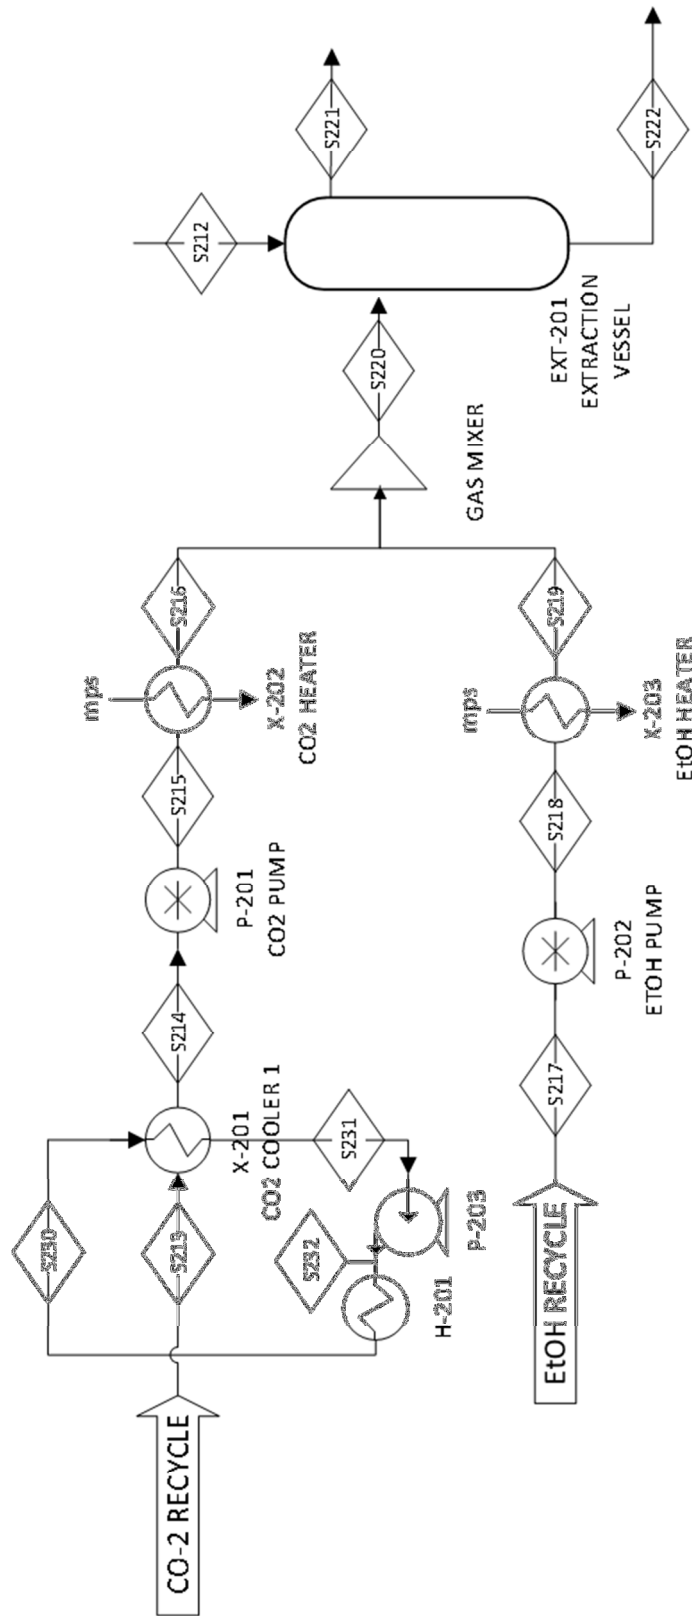 CO-2 RECYCLE
S230
S213
X-201
CO2 COOLER 1
S231
S232
P-203
H-201
S214
P-201
CO2 PUMP
S215
mps
X-202
CO2 HEATER
S216
EtOH RECYCLE
S217
P-202
ETOH PUMP
S218
mps
X-203
EtOH HEATER
S219
GAS MIXER
S220
S212
EXT-201
EXTRACTION
VESSEL
S221
S222